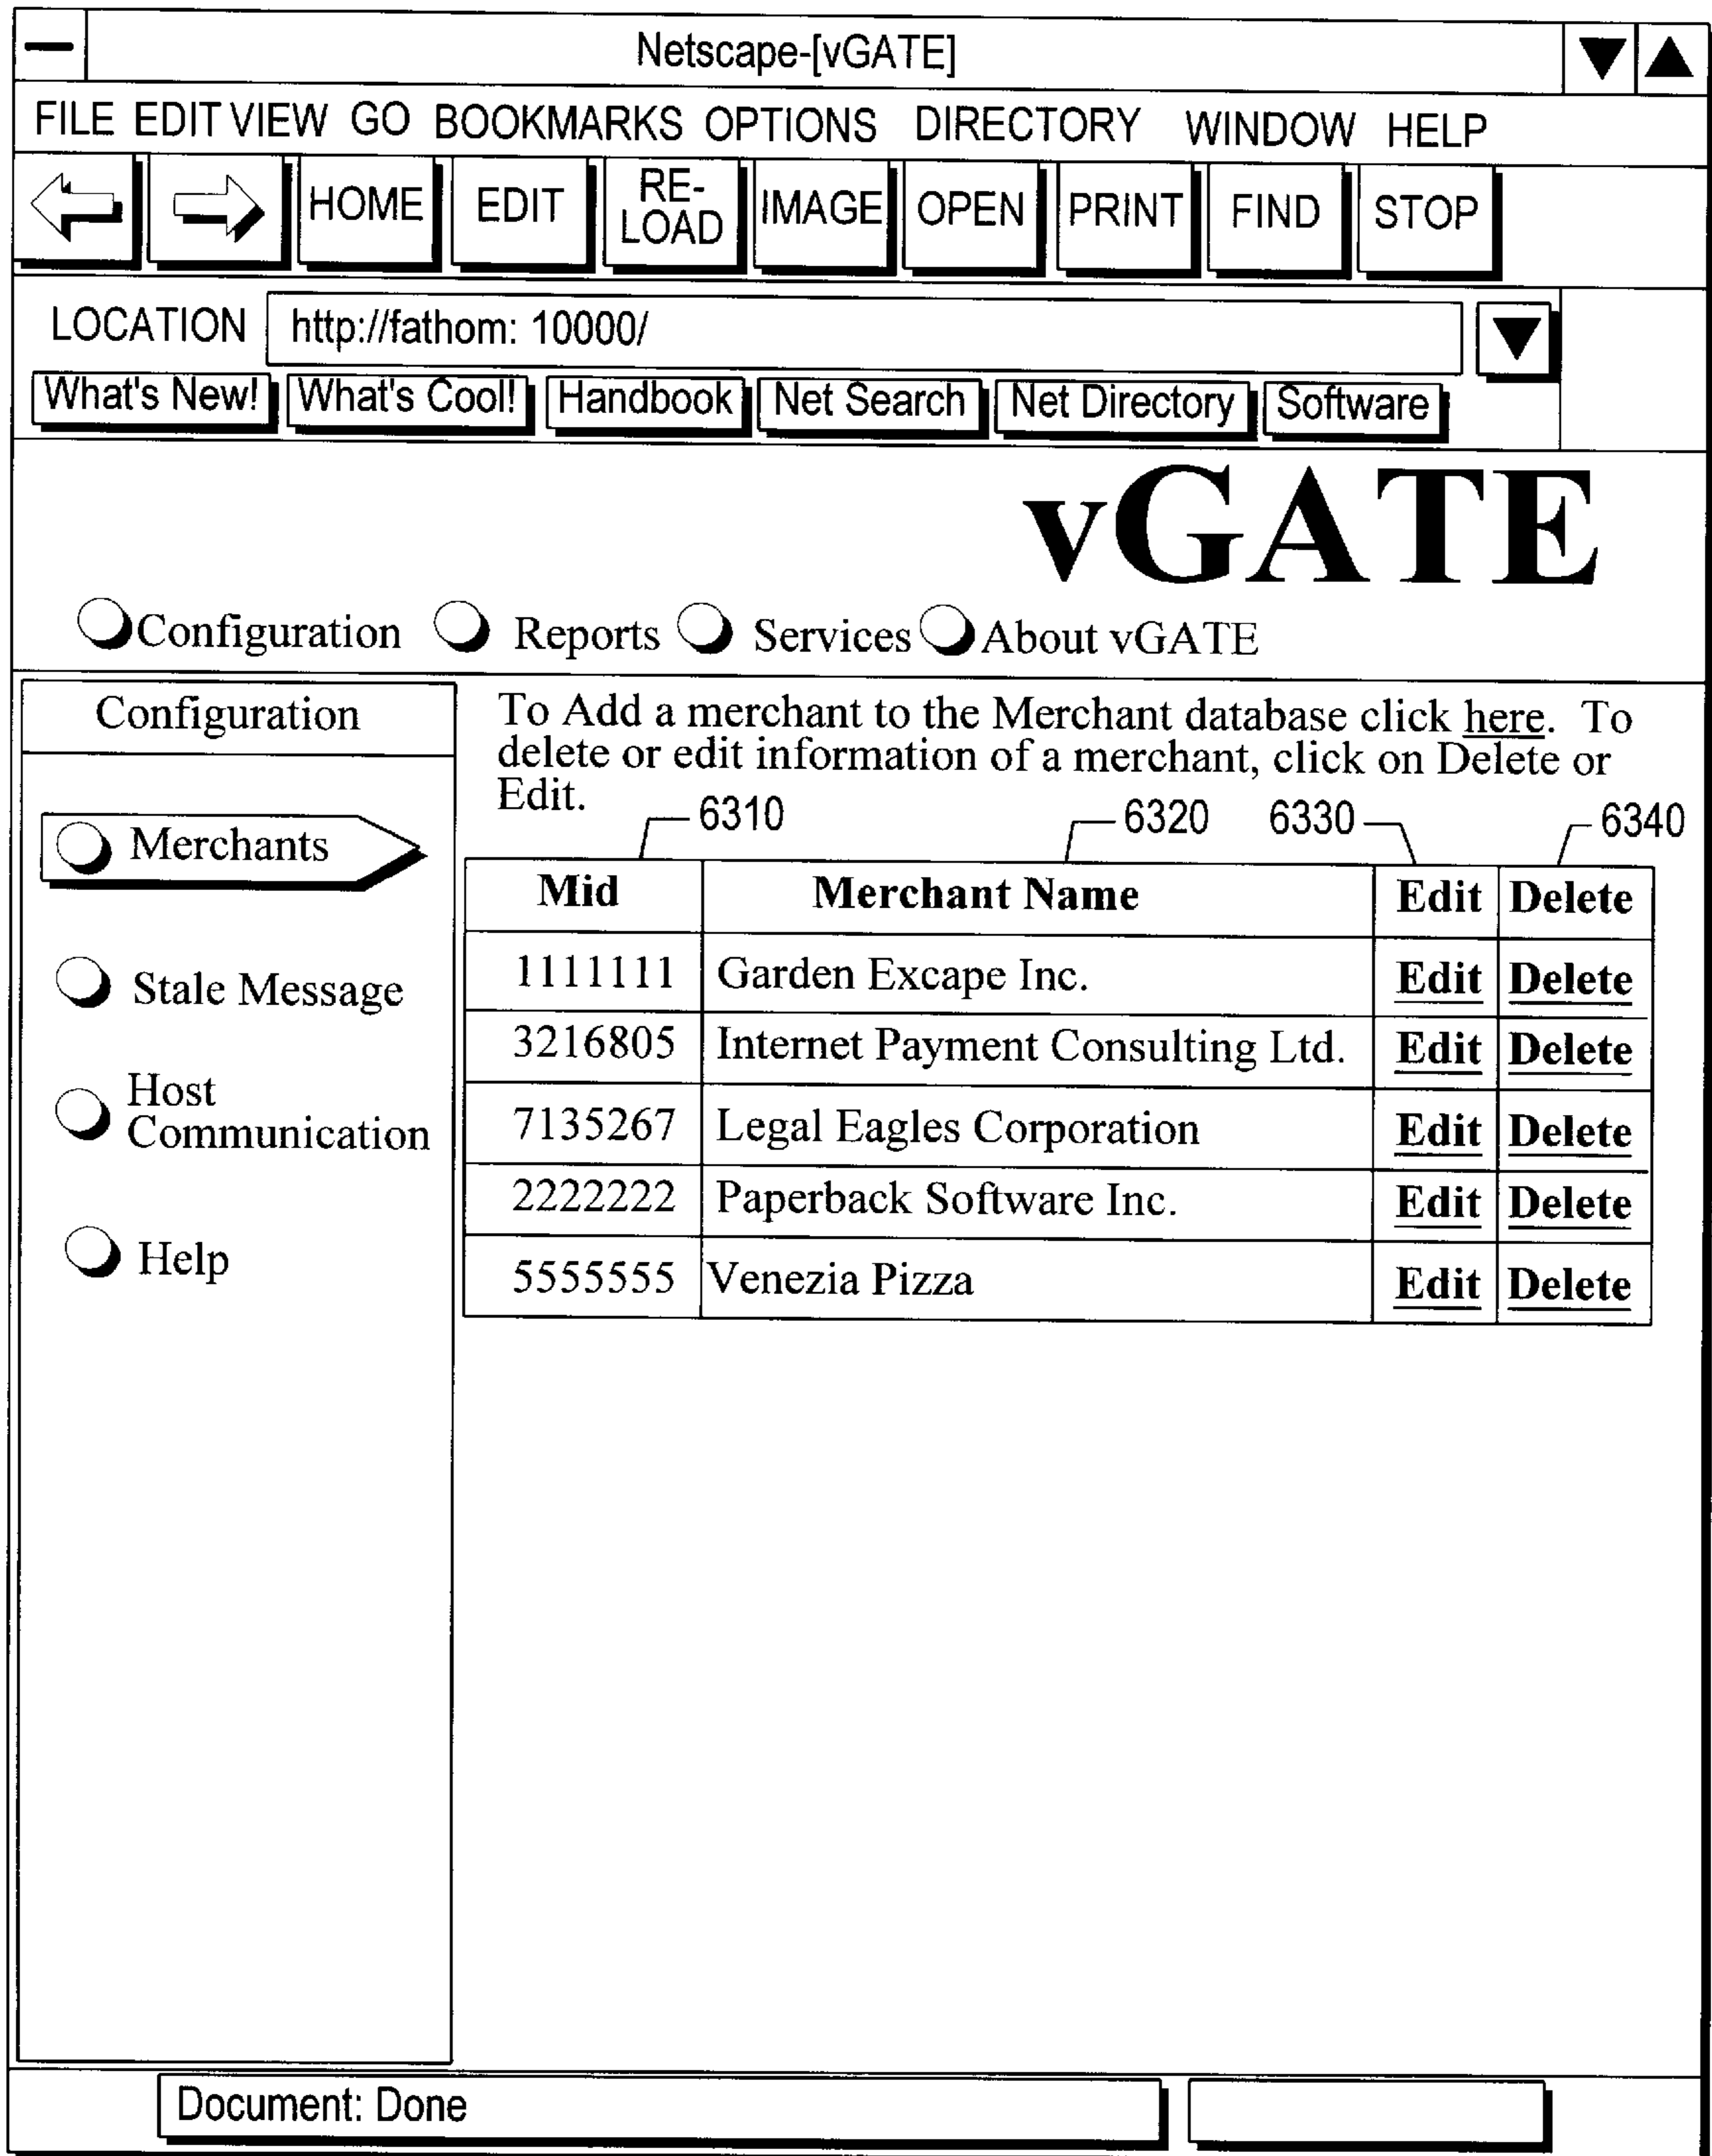 Netscape-[vGATE]
FILE EDIT VIEW GO BOOKMARKS OPTIONS DIRECTORY WINDOW HELP
HOME EDIT RE-LOAD IMAGE OPEN PRINT FIND STOP
LOCATION http://fathom: 10000/
What's New! What's Cool! Handbook Net Search Net Directory Software
vGATE
Configuration Reports Services About vGATE
Configuration
Merchants
Stale Message
Host
Communication
Help
To Add a merchant to the Merchant database click here. To
delete or edit information of a merchant, click on Delete or
Edit.
6310 6320 6330 6340
Mid Merchant Name Edit Delete
1111111 Garden Excape Inc. Edit Delete
3216805 Internet Payment Consulting Ltd. Edit Delete
7135267 Legal Eagles Corporation Edit Delete
2222222 Paperback Software Inc. Edit Delete
5555555 Venezia Pizza Edit Delete
Document: Done